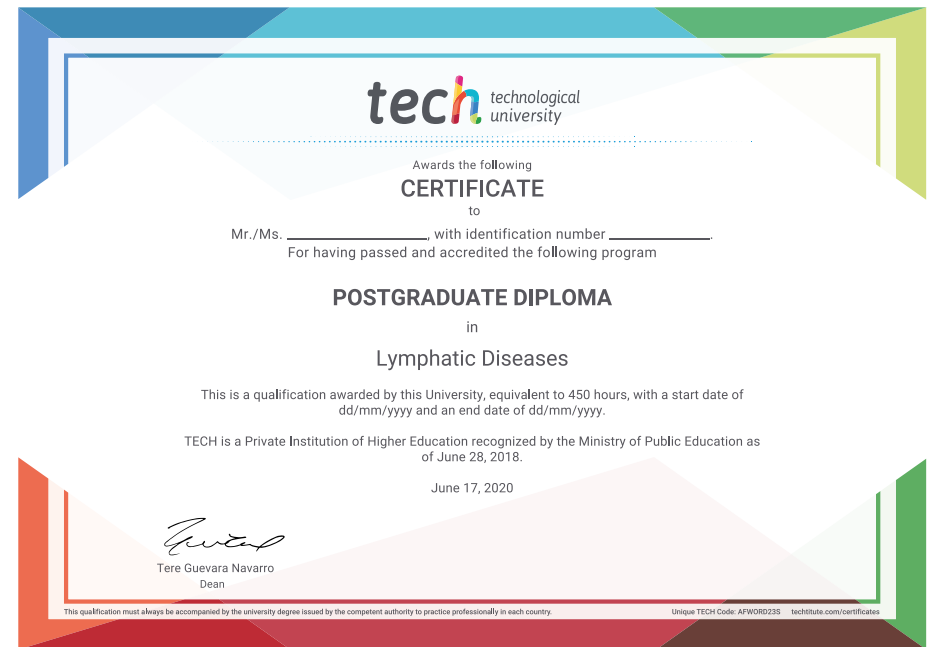 tech technological
university
Awards the following
CERTIFICATE
to
Mr./Ms. ____________________, with identification number ______________.
For having passed and accredited the following program
POSTGRADUATE DIPLOMA
in
Lymphatic Diseases
This is a qualification awarded by this University, equivalent to 450 hours, with a start date of
dd/mm/yyyy and an end date of dd/mm/yyyy.
TECH is a Private Institution of Higher Education recognized by the Ministry of Public Education as
of June 28, 2018.
June 17, 2020
Tere Guevara Navarro
Dean
This qualification must always be accompanied by the university degree issued by the competent authority to practice professionally in each country. Unique TECH Code: AFWORD23S techtitute.com/certificates